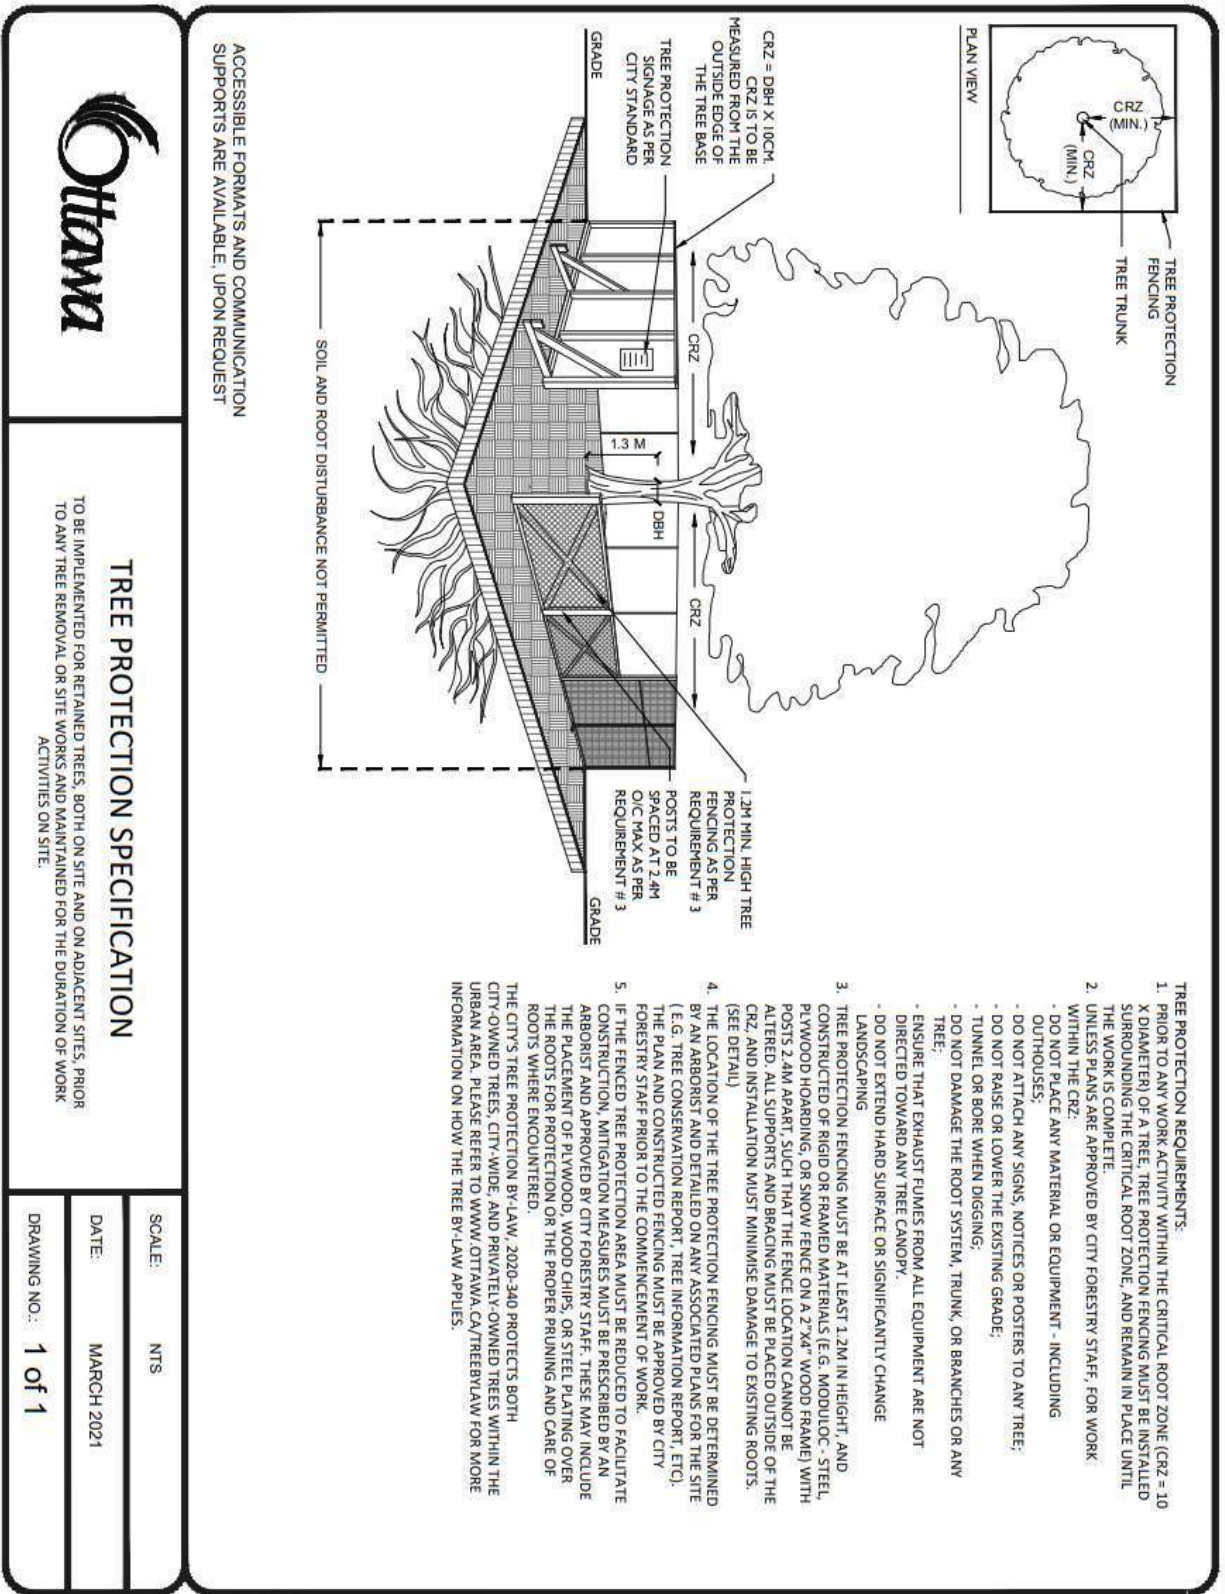 PLAN VIEW
CRZ
(MIN.)
CRZ
(MIN.)
TREE PROTECTION
FENCING
TREE TRUNK
CRZ = DBH X 10CM.
CRZ IS TO BE
MEASURED FROM THE
OUTSIDE EDGE OF
THE TREE BASE
TREE PROTECTION
SIGNAGE AS PER
CITY STANDARD
GRADE
CRZ
1.3 M
DBH
CRZ
1.2M MIN. HIGH TREE
PROTECTION
FENCING AS PER
REQUIREMENT # 3
POSTS TO BE
SPACED AT 2.4M
O/C MAX AS PER
REQUIREMENT # 3
GRADE
SOIL AND ROOT DISTURBANCE NOT PERMITTED
TREE PROTECTION REQUIREMENTS:
1. PRIOR TO ANY WORK ACTIVITY WITHIN THE CRITICAL ROOT ZONE (CRZ = 10
X DIAMETER) OF A TREE, TREE PROTECTION FENCING MUST BE INSTALLED
SURROUNDING THE CRITICAL ROOT ZONE, AND REMAIN IN PLACE UNTIL
THE WORK IS COMPLETE.
2. UNLESS PLANS ARE APPROVED BY CITY FORESTRY STAFF, FOR WORK
WITHIN THE CRZ:
- DO NOT PLACE ANY MATERIAL OR EQUIPMENT - INCLUDING
OUTHOUSES;
- DO NOT ATTACH ANY SIGNS, NOTICES OR POSTERS TO ANY TREE;
- DO NOT RAISE OR LOWER THE EXISTING GRADE;
- TUNNEL OR BORE WHEN DIGGING;
- DO NOT DAMAGE THE ROOT SYSTEM, TRUNK, OR BRANCHES OR ANY
TREE;
- ENSURE THAT EXHAUST FUMES FROM ALL EQUIPMENT ARE NOT
DIRECTED TOWARD ANY TREE CANOPY.
- DO NOT EXTEND HARD SURFACE OR SIGNIFICANTLY CHANGE
LANDSCAPING
3. TREE PROTECTION FENCING MUST BE AT LEAST 1.2M IN HEIGHT, AND
CONSTRUCTED OF RIGID OR FRAMED MATERIALS (E.G. MODULOC - STEEL,
PLYWOOD HOARDING, OR SNOW FENCE ON A 2"X4" WOOD FRAME) WITH
POSTS 2.4M APART, SUCH THAT THE FENCE LOCATION CANNOT BE
ALTERED. ALL SUPPORTS AND BRACING MUST BE PLACED OUTSIDE OF THE
CRZ, AND INSTALLATION MUST MINIMISE DAMAGE TO EXISTING ROOTS.
(SEE DETAIL)
4. THE LOCATION OF THE TREE PROTECTION FENCING MUST BE DETERMINED
BY AN ARBORIST AND DETAILED ON ANY ASSOCIATED PLANS FOR THE SITE
( E.G. TREE CONSERVATION REPORT, TREE INFORMATION REPORT, ETC).
THE PLAN AND CONSTRUCTED FENCING MUST BE APPROVED BY CITY
FORESTRY STAFF PRIOR TO THE COMMENCEMENT OF WORK.
5. IF THE FENCED TREE PROTECTION AREA MUST BE REDUCED TO FACILITATE
CONSTRUCTION, MITIGATION MEASURES MUST BE PRESCRIBED BY AN
ARBORIST AND APPROVED BY CITY FORESTRY STAFF. THESE MAY INCLUDE
THE PLACEMENT OF PLYWOOD, WOOD CHIPS, OR STEEL PLATING OVER
THE ROOTS FOR PROTECTION OR THE PROPER PRUNING AND CARE OF
ROOTS WHERE ENCOUNTERED.
THE CITY'S TREE PROTECTION BY-LAW, 2020-340 PROTECTS BOTH
CITY-OWNED TREES, CITY-WIDE, AND PRIVATELY-OWNED TREES WITHIN THE
URBAN AREA. PLEASE REFER TO WWW.OTTAWA.CA/TREEBYLAW FOR MORE
INFORMATION ON HOW THE TREE BY-LAW APPLIES.
ACCESSIBLE FORMATS AND COMMUNICATION
SUPPORTS ARE AVAILABLE, UPON REQUEST
Ottawa
TREE PROTECTION SPECIFICATION
TO BE IMPLEMENTED FOR RETAINED TREES, BOTH ON SITE AND ON ADJACENT SITES, PRIOR
TO ANY TREE REMOVAL OR SITE WORKS AND MAINTAINED FOR THE DURATION OF WORK
ACTIVITIES ON SITE.
SCALE: NTS
DATE: MARCH 2021
DRAWING NO.: 1 of 1